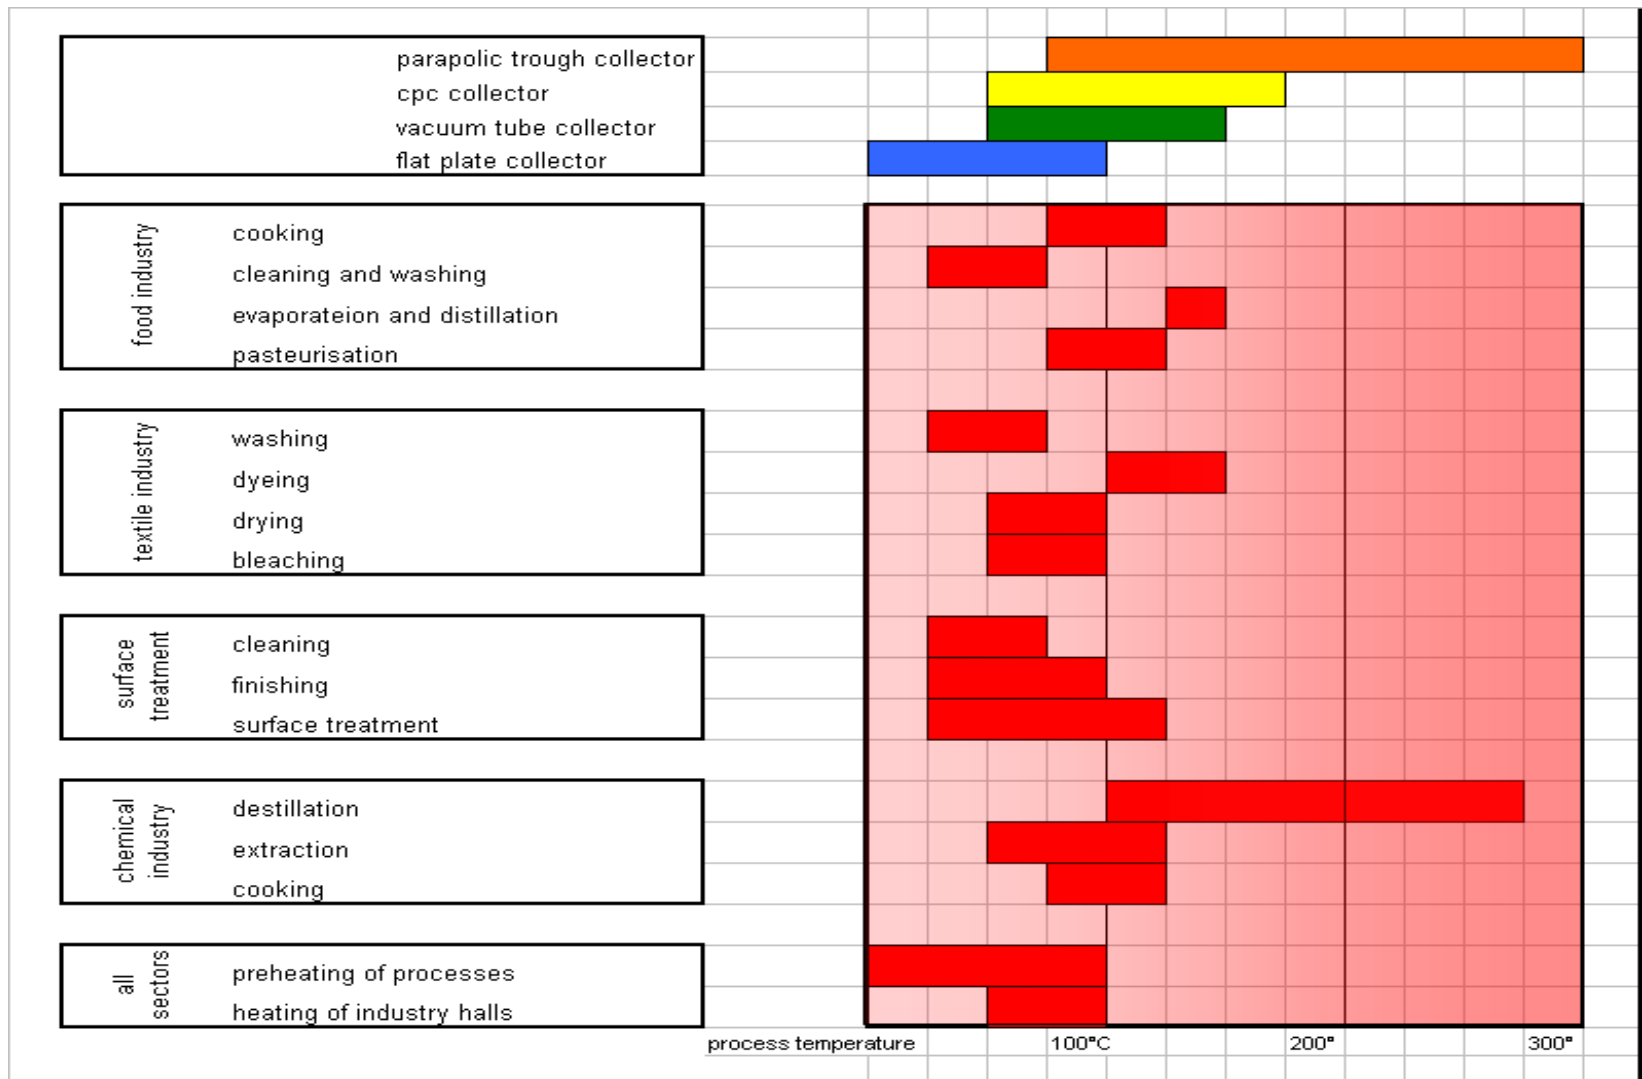 parapolic trough collector
cpc collector
vacuum tube collector
flat plate collector
food industry
cooking
cleaning and washing
evaporateion and distillation
pasteurisation
textile industry
washing
dyeing
drying
bleaching
surface
treatment
cleaning
finishing
surface treatment
chemical
industry
destillation
extraction
cooking
all
sectors
preheating of processes
heating of industry halls
process temperature 100°C 200° 300°